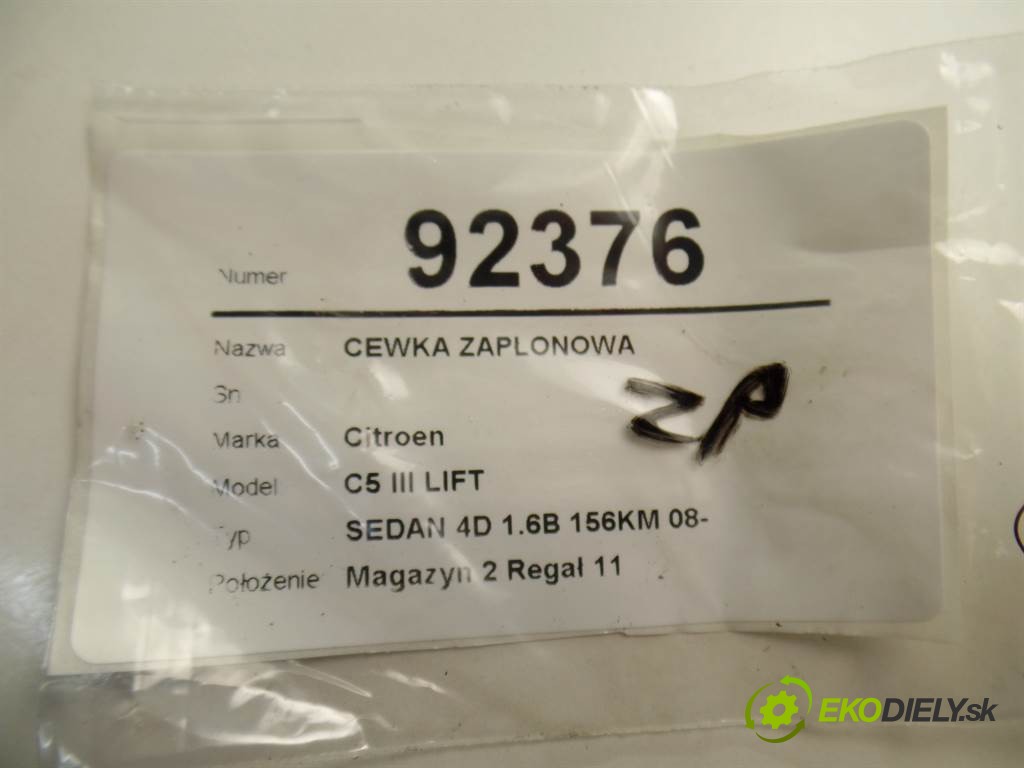 Numer 92376
Nazwa CEWKA ZAPLONOWA
Sn
ZP
Marka Citroen
Model C5 III LIFT
Typ SEDAN 4D 1.6B 156KM 08-
Położenie Magazyn 2 Regał 11
EKODIELY.sk